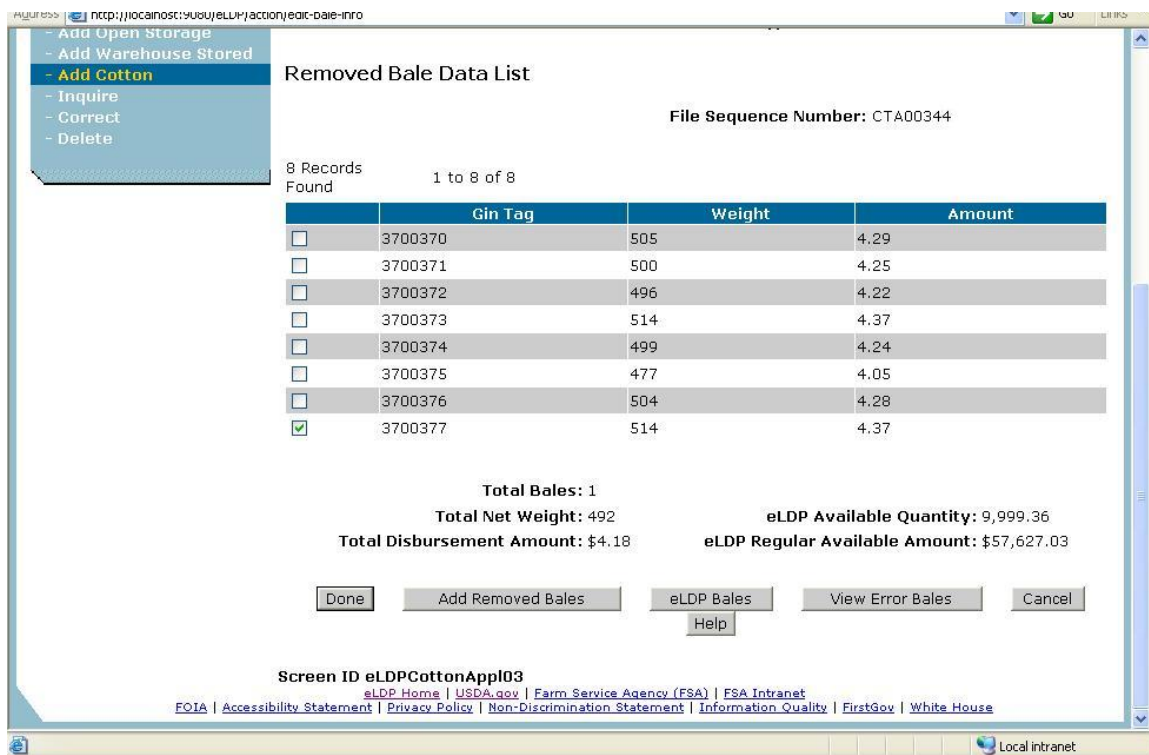 Address http://localhost:9080/eLDP/action/edit-bale-info Go Links
- Add Open Storage
- Add Warehouse Stored
- Add Cotton
- Inquire
- Correct
- Delete
Removed Bale Data List
File Sequence Number: CTA00344
8 Records
Found
1 to 8 of 8
Gin Tag Weight Amount
3700370 505 4.29
3700371 500 4.25
3700372 496 4.22
3700373 514 4.37
3700374 499 4.24
3700375 477 4.05
3700376 504 4.28
3700377 514 4.37
Total Bales: 1
Total Net Weight: 492 eLDP Available Quantity: 9,999.36
Total Disbursement Amount: $4.18 eLDP Regular Available Amount: $57,627.03
Done Add Removed Bales eLDP Bales View Error Bales Cancel
Help
Screen ID eLDPCottonAppl03
eLDP Home | USDA.gov | Farm Service Agency (FSA) | FSA Intranet
FOIA | Accessibility Statement | Privacy Policy | Non-Discrimination Statement | Information Quality | FirstGov | White House
Local intranet